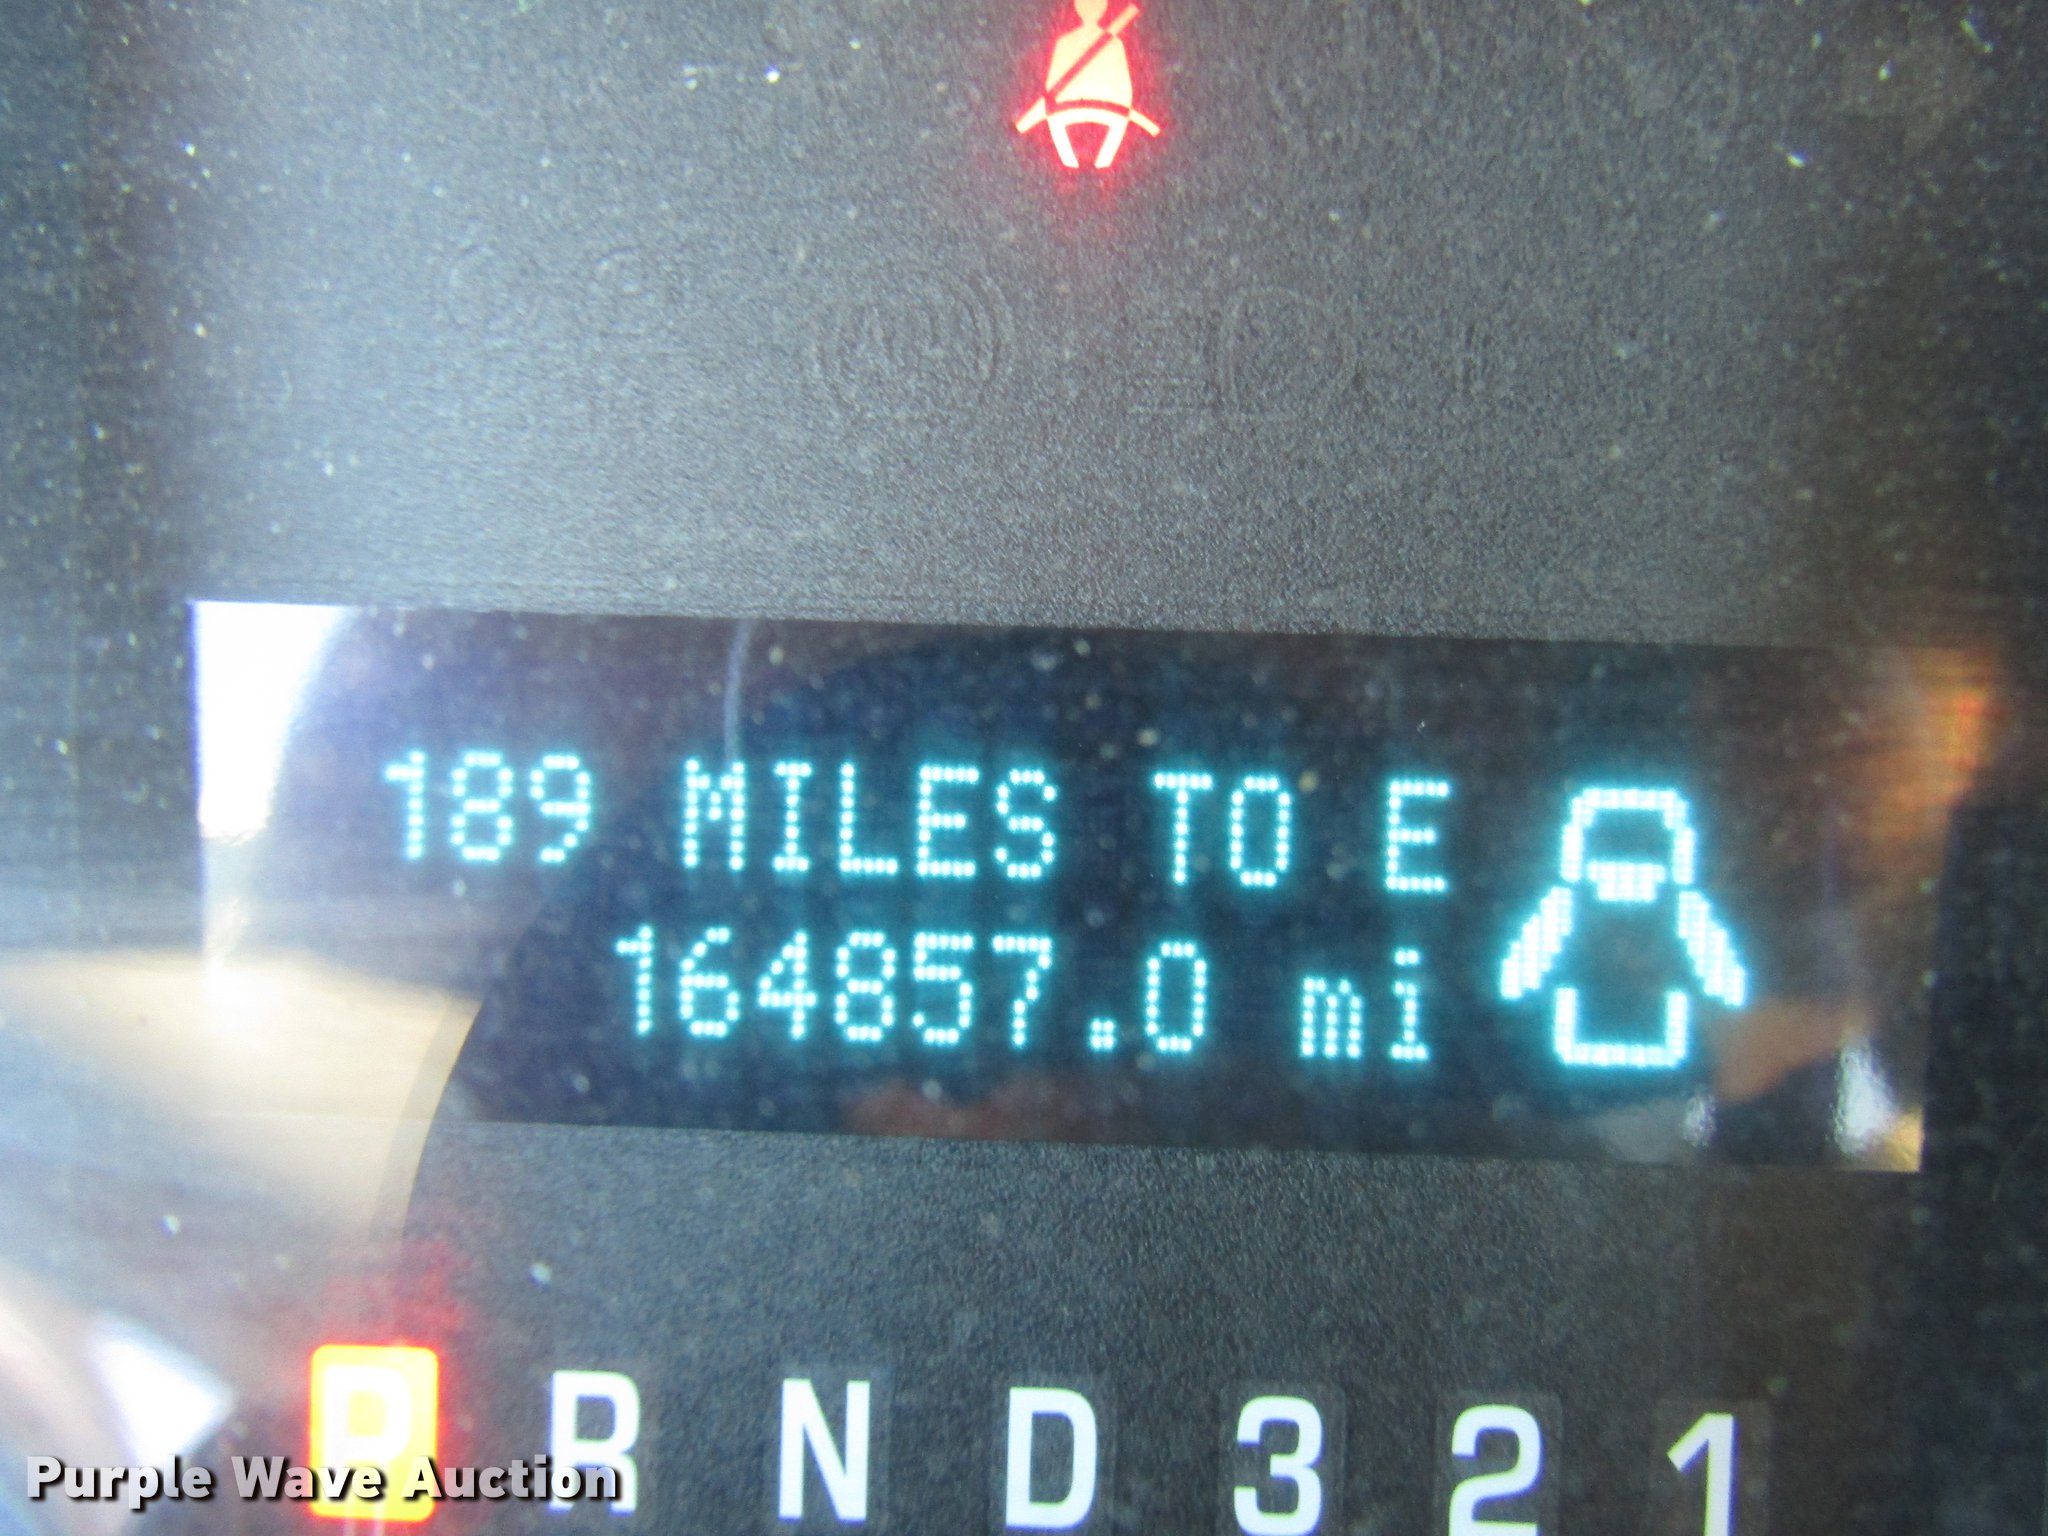 189 MILES TO E
164857.0 mi
P R N D 3 2 1
Purple Wave Auction